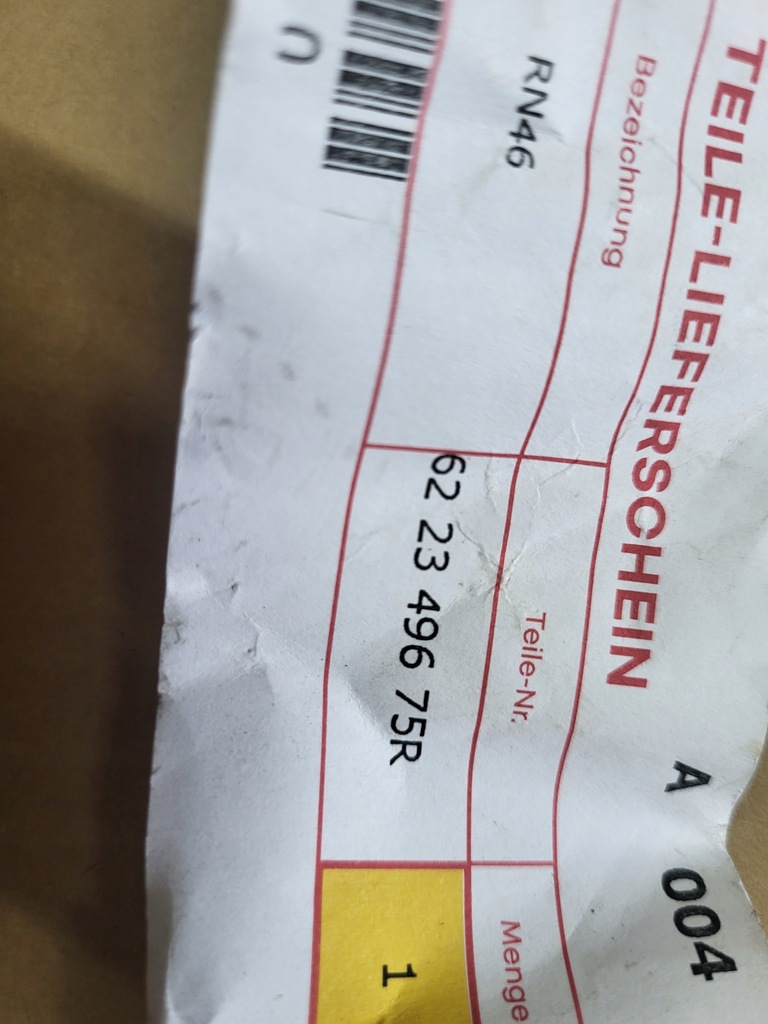 TEILE-LIEFERSCHEIN A 004
Bezeichnung Teile-Nr. Menge
RN46 62 23 496 75R 1